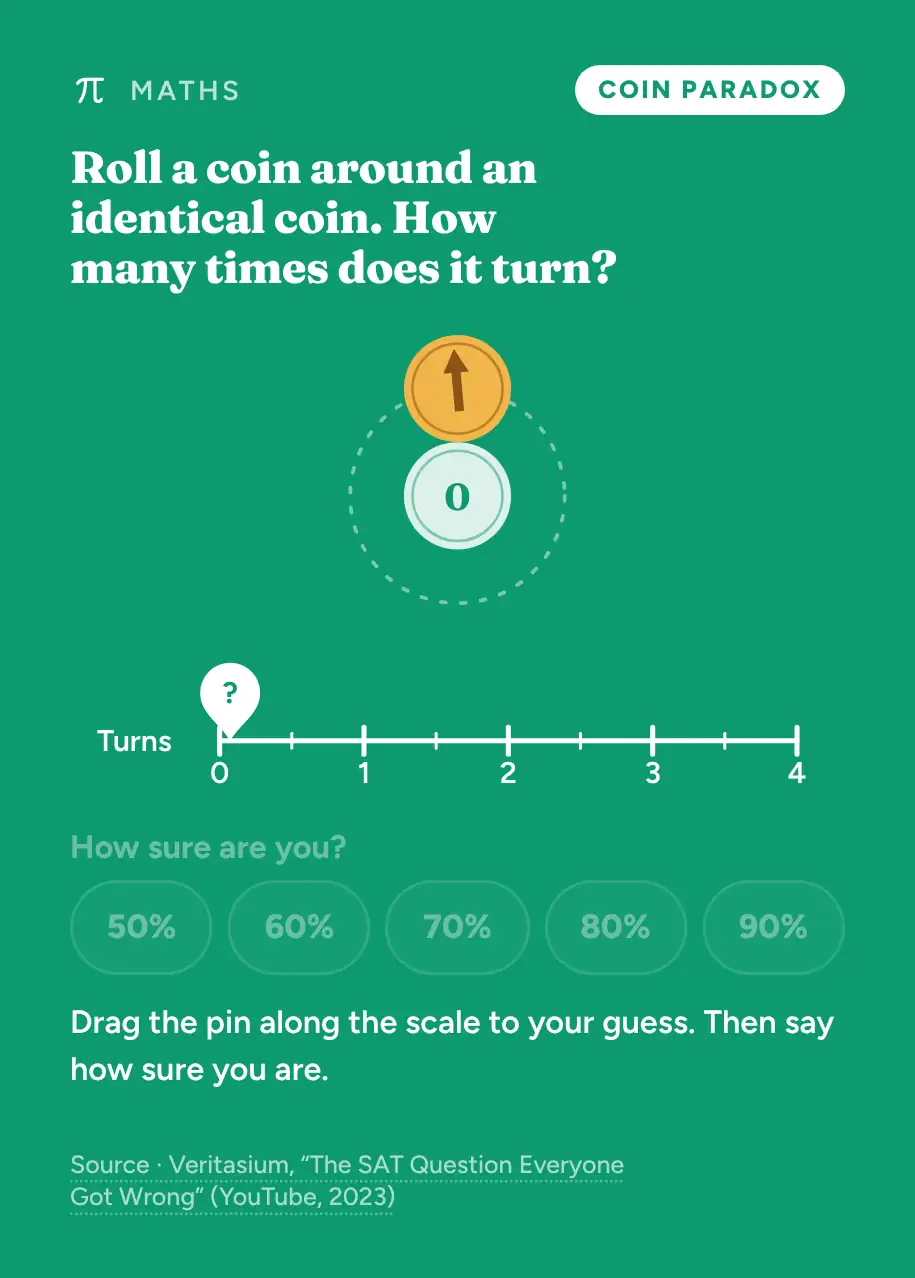 π MATHS
COIN PARADOX
Roll a coin around an
identical coin. How
many times does it turn?
0
?
Turns
0 1 2 3 4
How sure are you?
50% 60% 70% 80% 90%
Drag the pin along the scale to your guess. Then say
how sure you are.
Source · Veritasium, “The SAT Question Everyone
Got Wrong” (YouTube, 2023)